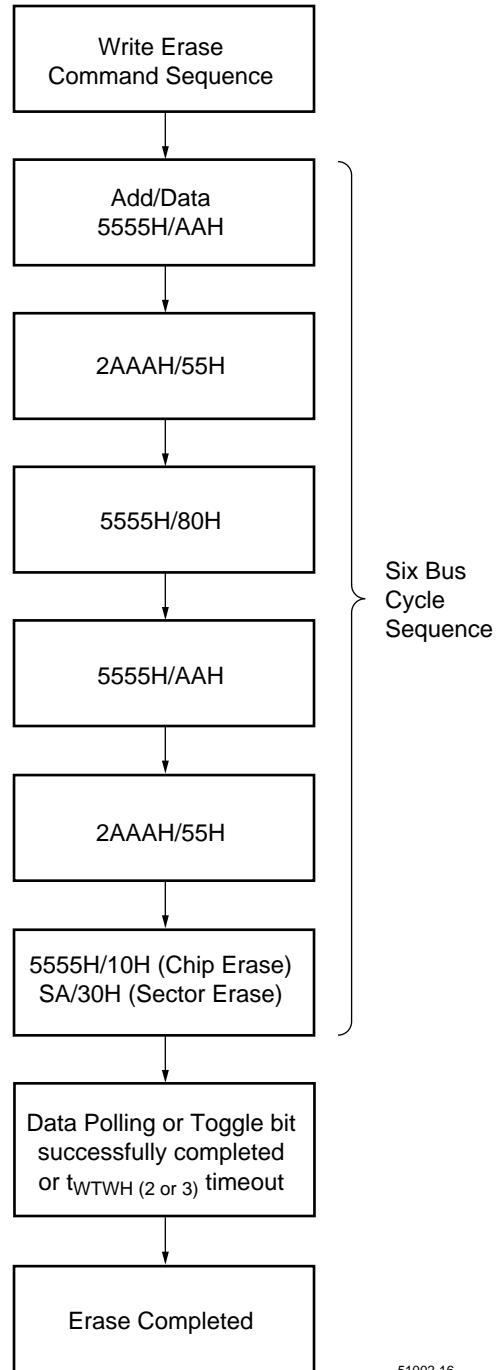 Write Erase
Command Sequence
Add/Data
5555H/AAH
2AAAH/55H
5555H/80H
5555H/AAH
2AAAH/55H
5555H/10H (Chip Erase)
SA/30H (Sector Erase)
Six Bus
Cycle
Sequence
Data Polling or Toggle bit
successfully completed
or tWTWH (2 or 3) timeout
Erase Completed